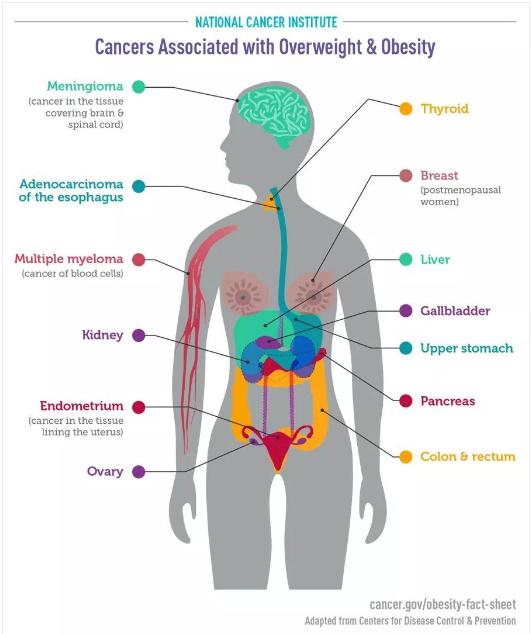 NATIONAL CANCER INSTITUTE
Cancers Associated with Overweight & Obesity
Meningioma
(cancer in the tissue
covering brain &
spinal cord)
Adenocarcinoma
of the esophagus
Multiple myeloma
(cancer of blood cells)
Kidney
Endometrium
(cancer in the tissue
lining the uterus)
Ovary
Thyroid
Breast
(postmenopausal
women)
Liver
Gallbladder
Upper stomach
Pancreas
Colon & rectum
cancer.gov/obesity-fact-sheet
Adapted from Centers for Disease Control & Prevention